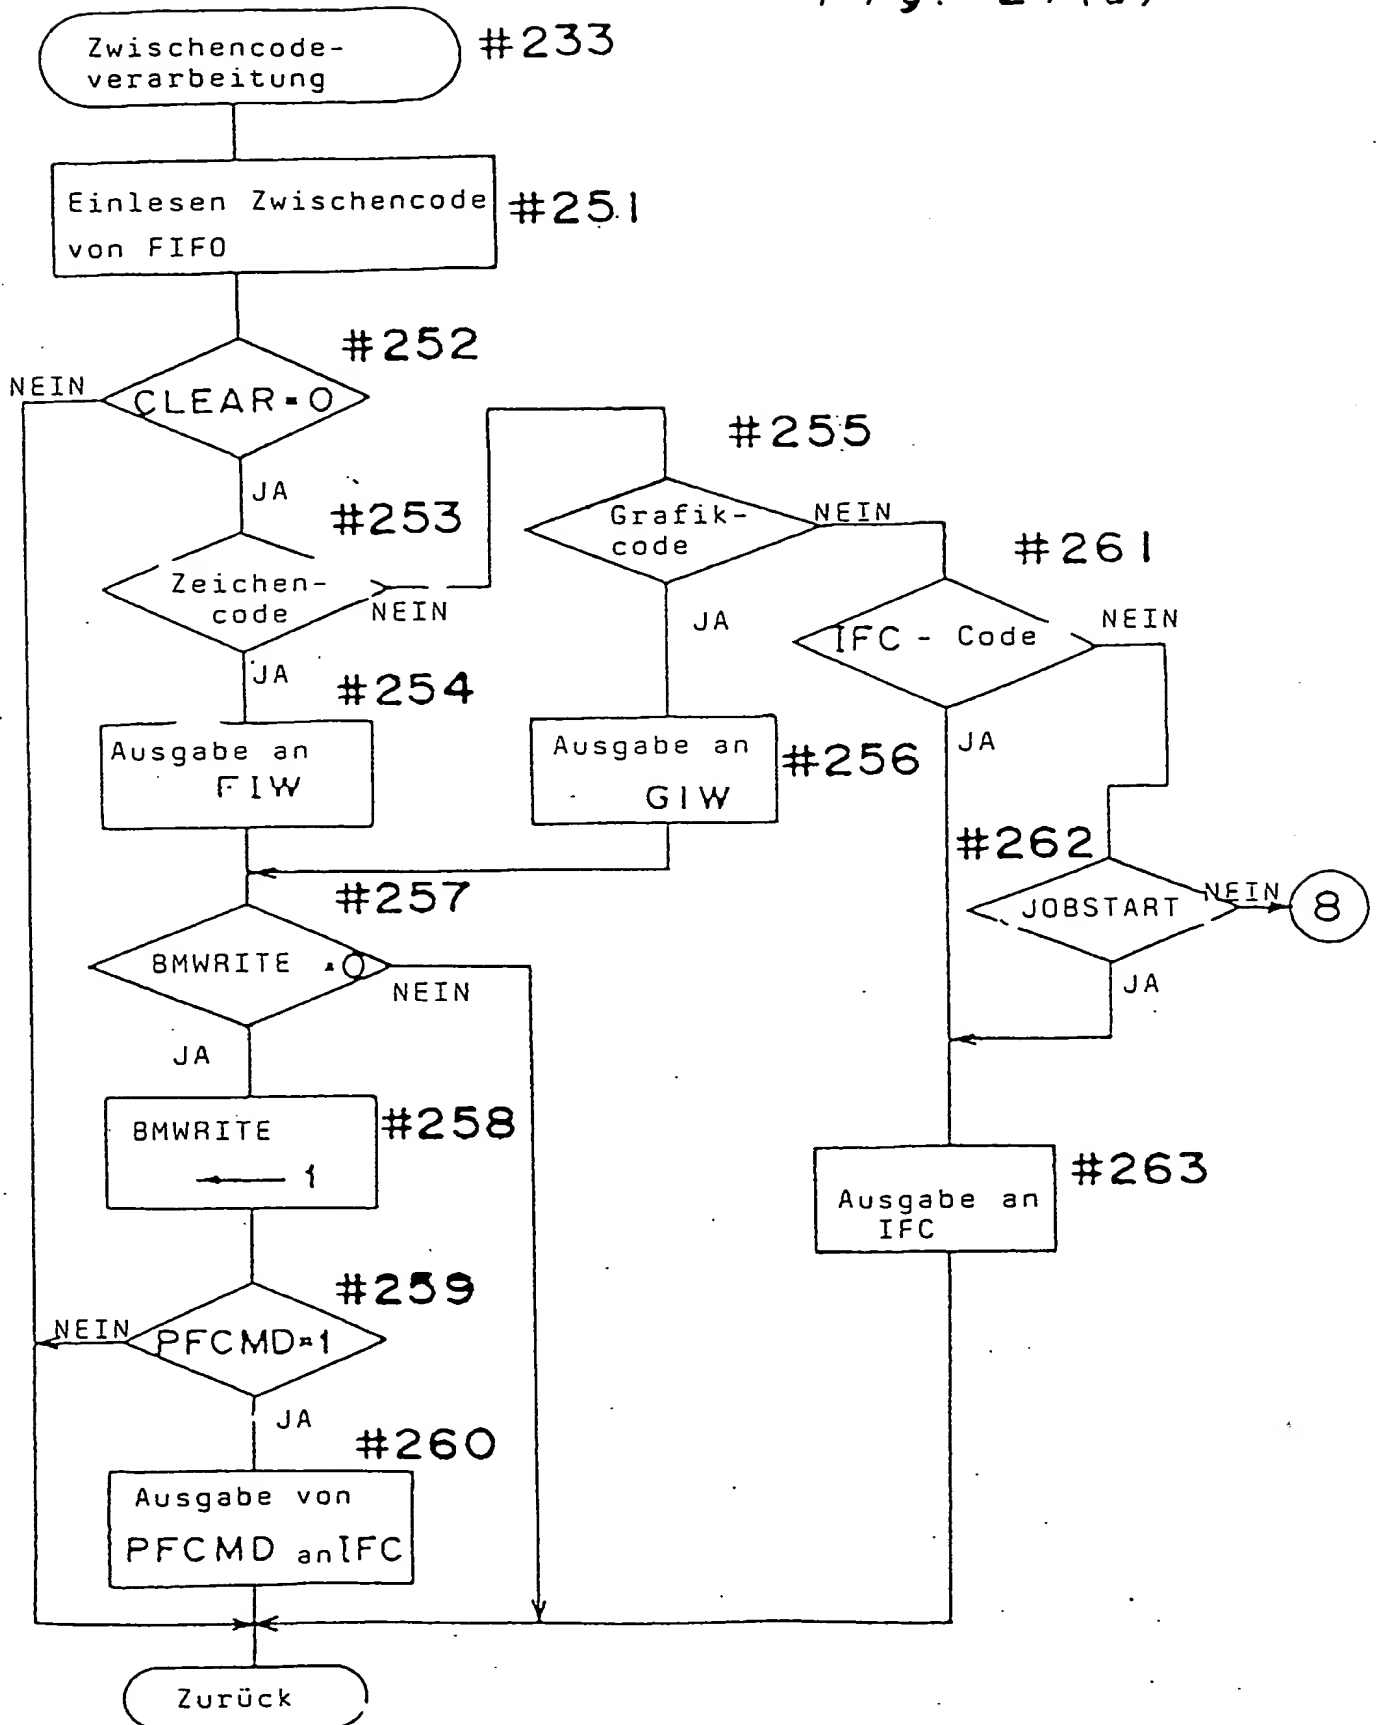 Zwischencode-
verarbeitung
#233
Einlesen Zwischencode
von FIFO
#251
#252
NEIN
CLEAR=0
JA
#253
Zeichen-
code
NEIN
#255
Grafik-
code
NEIN
JA
#261
IFC - Code
NEIN
JA
JA
#254
Ausgabe an
FIW
Ausgabe an
GIW
#256
#262
JOBSTART
NEIN
8
JA
#257
BMWRITE =0
NEIN
JA
BMWRITE
← 1
#258
Ausgabe an
IFC
#263
#259
NEIN
PFCMD=1
JA
#260
Ausgabe von
PFCMD an IFC
Zurück